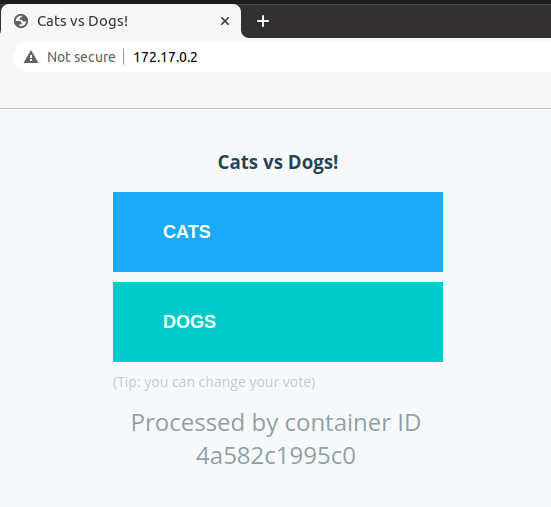 Cats vs Dogs!
Not secure
172.17.0.2
Cats vs Dogs!
CATS
DOGS
(Tip: you can change your vote)
Processed by container ID
4a582c1995c0